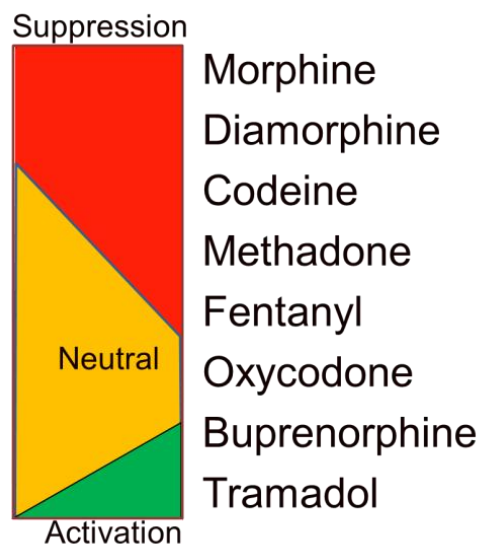 Suppression
Morphine
Diamorphine
Codeine
Methadone
Fentanyl
Neutral
Oxycodone
Buprenorphine
Tramadol
Activation